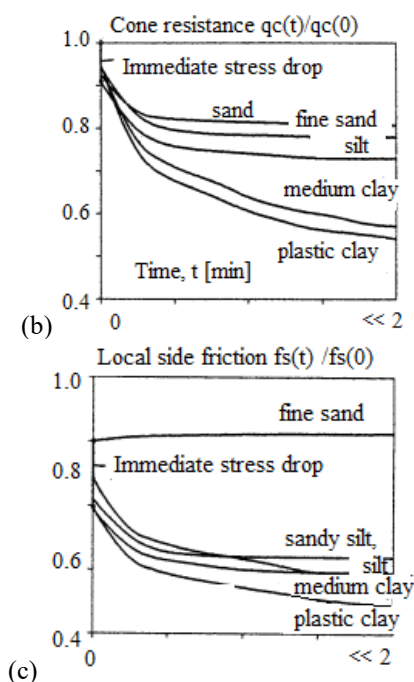 Cone resistance qc(t)/qc(0)
1.0
Immediate stress drop
sand
fine sand
0.8
silt
medium clay
0.6
plastic clay
Time, t [min]
0.4
(b)
0
<< 2
Local side friction fs(t) /fs(0)
1.0
fine sand
0.8
Immediate stress drop
sandy silt,
0.6
silt
medium clay
plastic clay
0.4
(c)
0
<< 2